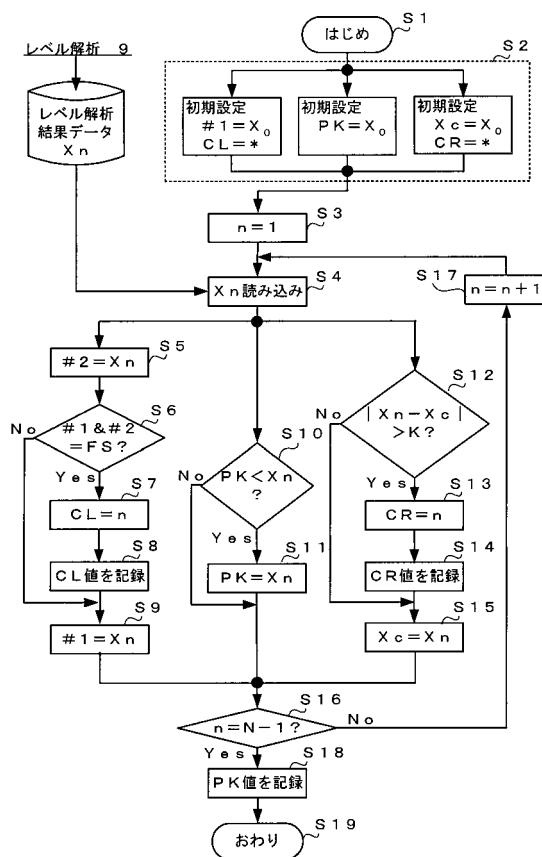 S1
はじめ
S2
レベル解析 9
レベル解析
結果データ
Xn
初期設定
#1=X₀
CL=*
初期設定
PK=X₀
初期設定
Xc=X₀
CR=*
S3
n=1
S4
Xn読み込み
S17
n=n+1
S5
#2=Xn
S6
#1&#2
=FS?
No
Yes
S7
CL=n
S8
CL値を記録
S9
#1=Xn
S10
PK<Xn
?
No
Yes
S11
PK=Xn
S12
|Xn-Xc|
>K?
No
Yes
S13
CR=n
S14
CR値を記録
S15
Xc=Xn
S16
n=N-1?
No
Yes
S18
PK値を記録
S19
おわり